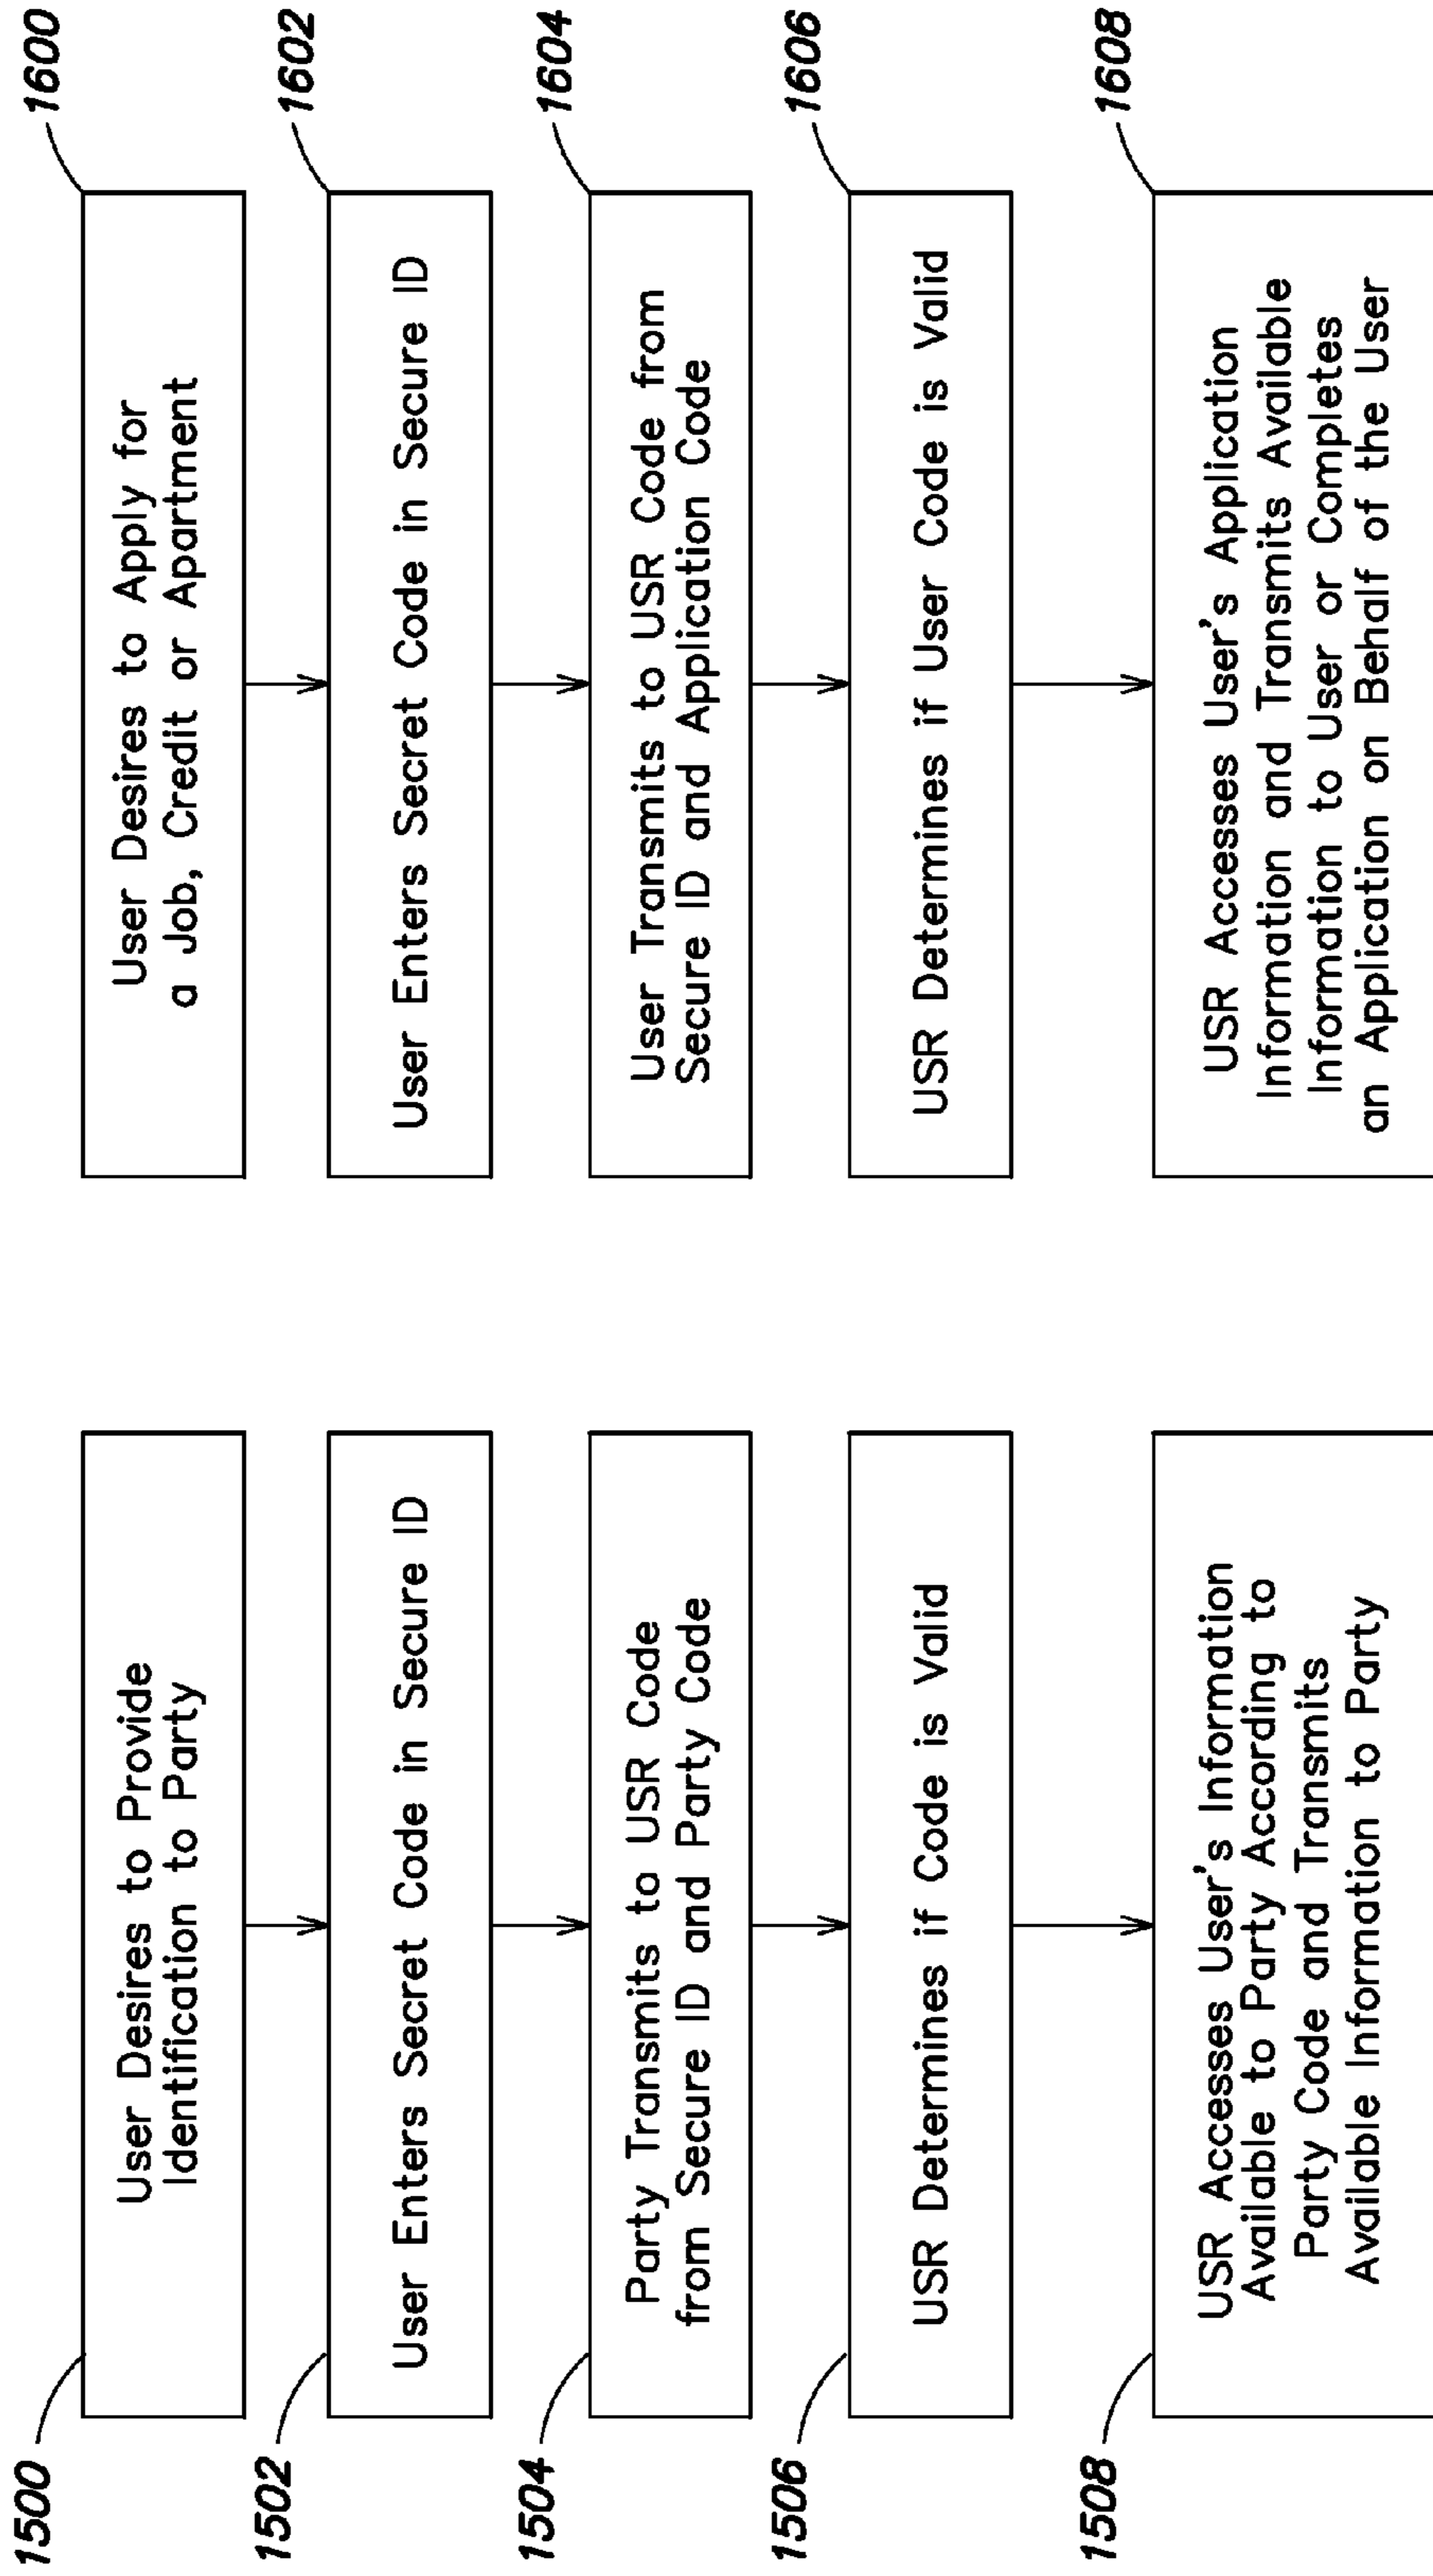 1500
User Desires to Provide
Identification to Party
1502
User Enters Secret Code in Secure ID
1504
Party Transmits to USR Code
from Secure ID and Party Code
1506
USR Determines if Code is Valid
1508
USR Accesses User's Information
Available to Party According to
Party Code and Transmits
Available Information to Party
1600
User Desires to Apply for
a Job, Credit or Apartment
1602
User Enters Secret Code in Secure ID
1604
User Transmits to USR Code from
Secure ID and Application Code
1606
USR Determines if User Code is Valid
1608
USR Accesses User's Application
Information and Transmits Available
Information to User or Completes
an Application on Behalf of the User